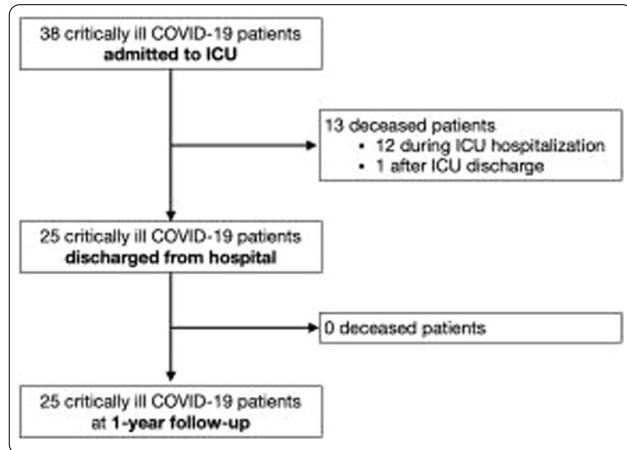 38 critically ill COVID-19 patients
admitted to ICU
13 deceased patients
• 12 during ICU hospitalization
• 1 after ICU discharge
25 critically ill COVID-19 patients
discharged from hospital
0 deceased patients
25 critically ill COVID-19 patients
at 1-year follow-up